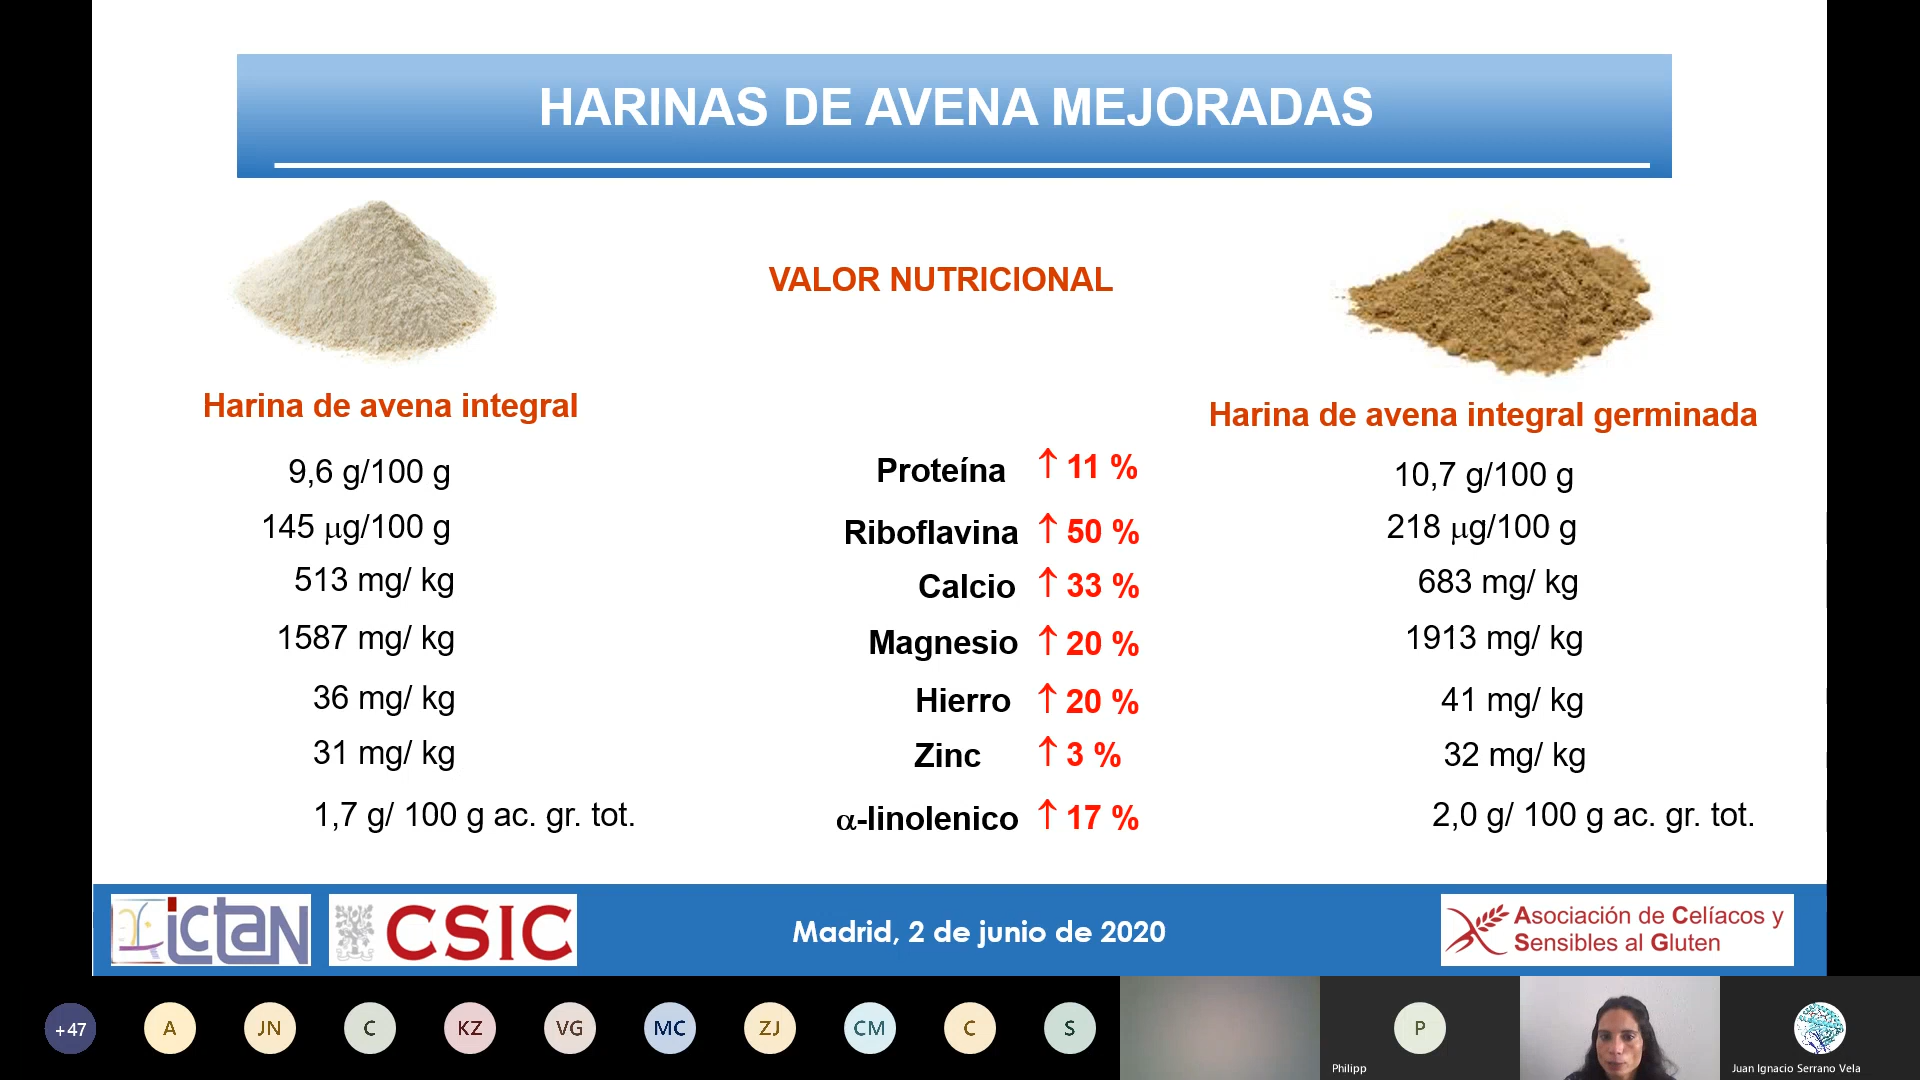 HARINAS DE AVENA MEJORADAS
VALOR NUTRICIONAL
Harina de avena integral
Harina de avena integral germinada
9,6 g/100 g Proteína ↑ 11 % 10,7 g/100 g
145 μg/100 g Riboflavina ↑ 50 % 218 μg/100 g
513 mg/ kg Calcio ↑ 33 % 683 mg/ kg
1587 mg/ kg Magnesio ↑ 20 % 1913 mg/ kg
36 mg/ kg Hierro ↑ 20 % 41 mg/ kg
31 mg/ kg Zinc ↑ 3 % 32 mg/ kg
1,7 g/ 100 g ac. gr. tot. α-linolenico ↑ 17 % 2,0 g/ 100 g ac. gr. tot.
ictan CSIC Madrid, 2 de junio de 2020
Asociación de Celíacos y
Sensibles al Gluten
+47 A JN C KZ VG MC ZJ CM C S P
Philipp
Juan Ignacio Serrano Vela